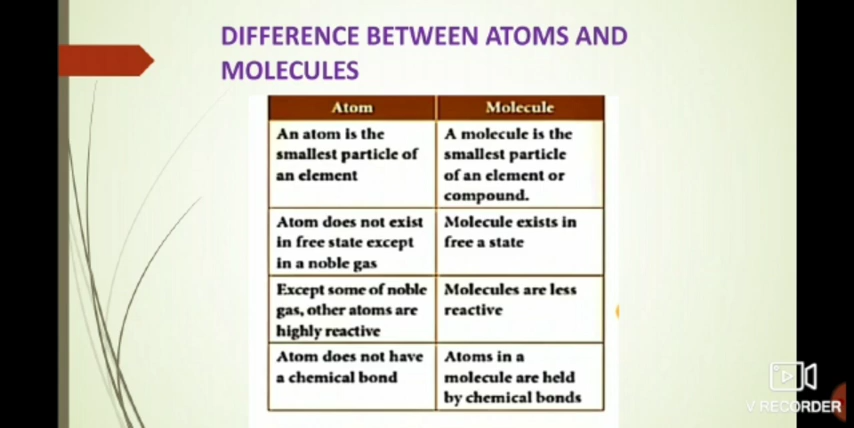 DIFFERENCE BETWEEN ATOMS AND
MOLECULES
Atom
Molecule
An atom is the
smallest particle of
an element
A molecule is the
smallest particle
of an element or
compound.
Atom does not exist
in free state except
in a noble gas
Molecule exists in
free a state
Except some of noble
gas, other atoms are
highly reactive
Molecules are less
reactive
Atom does not have
a chemical bond
Atoms in a
molecule are held
by chemical bonds
V RECORDER